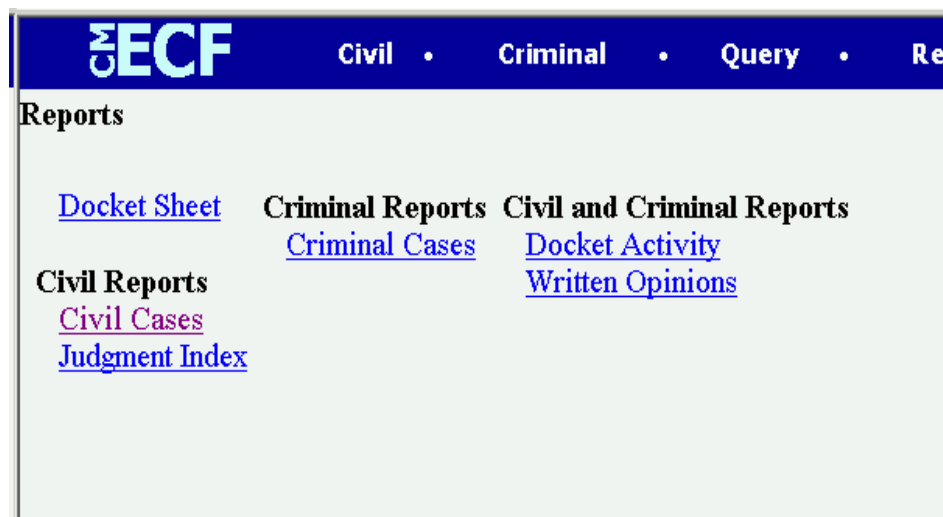 CM ECF Civil • Criminal • Query • Re
Reports
Docket Sheet Criminal Reports Civil and Criminal Reports
Criminal Cases Docket Activity
Civil Reports Written Opinions
Civil Cases
Judgment Index